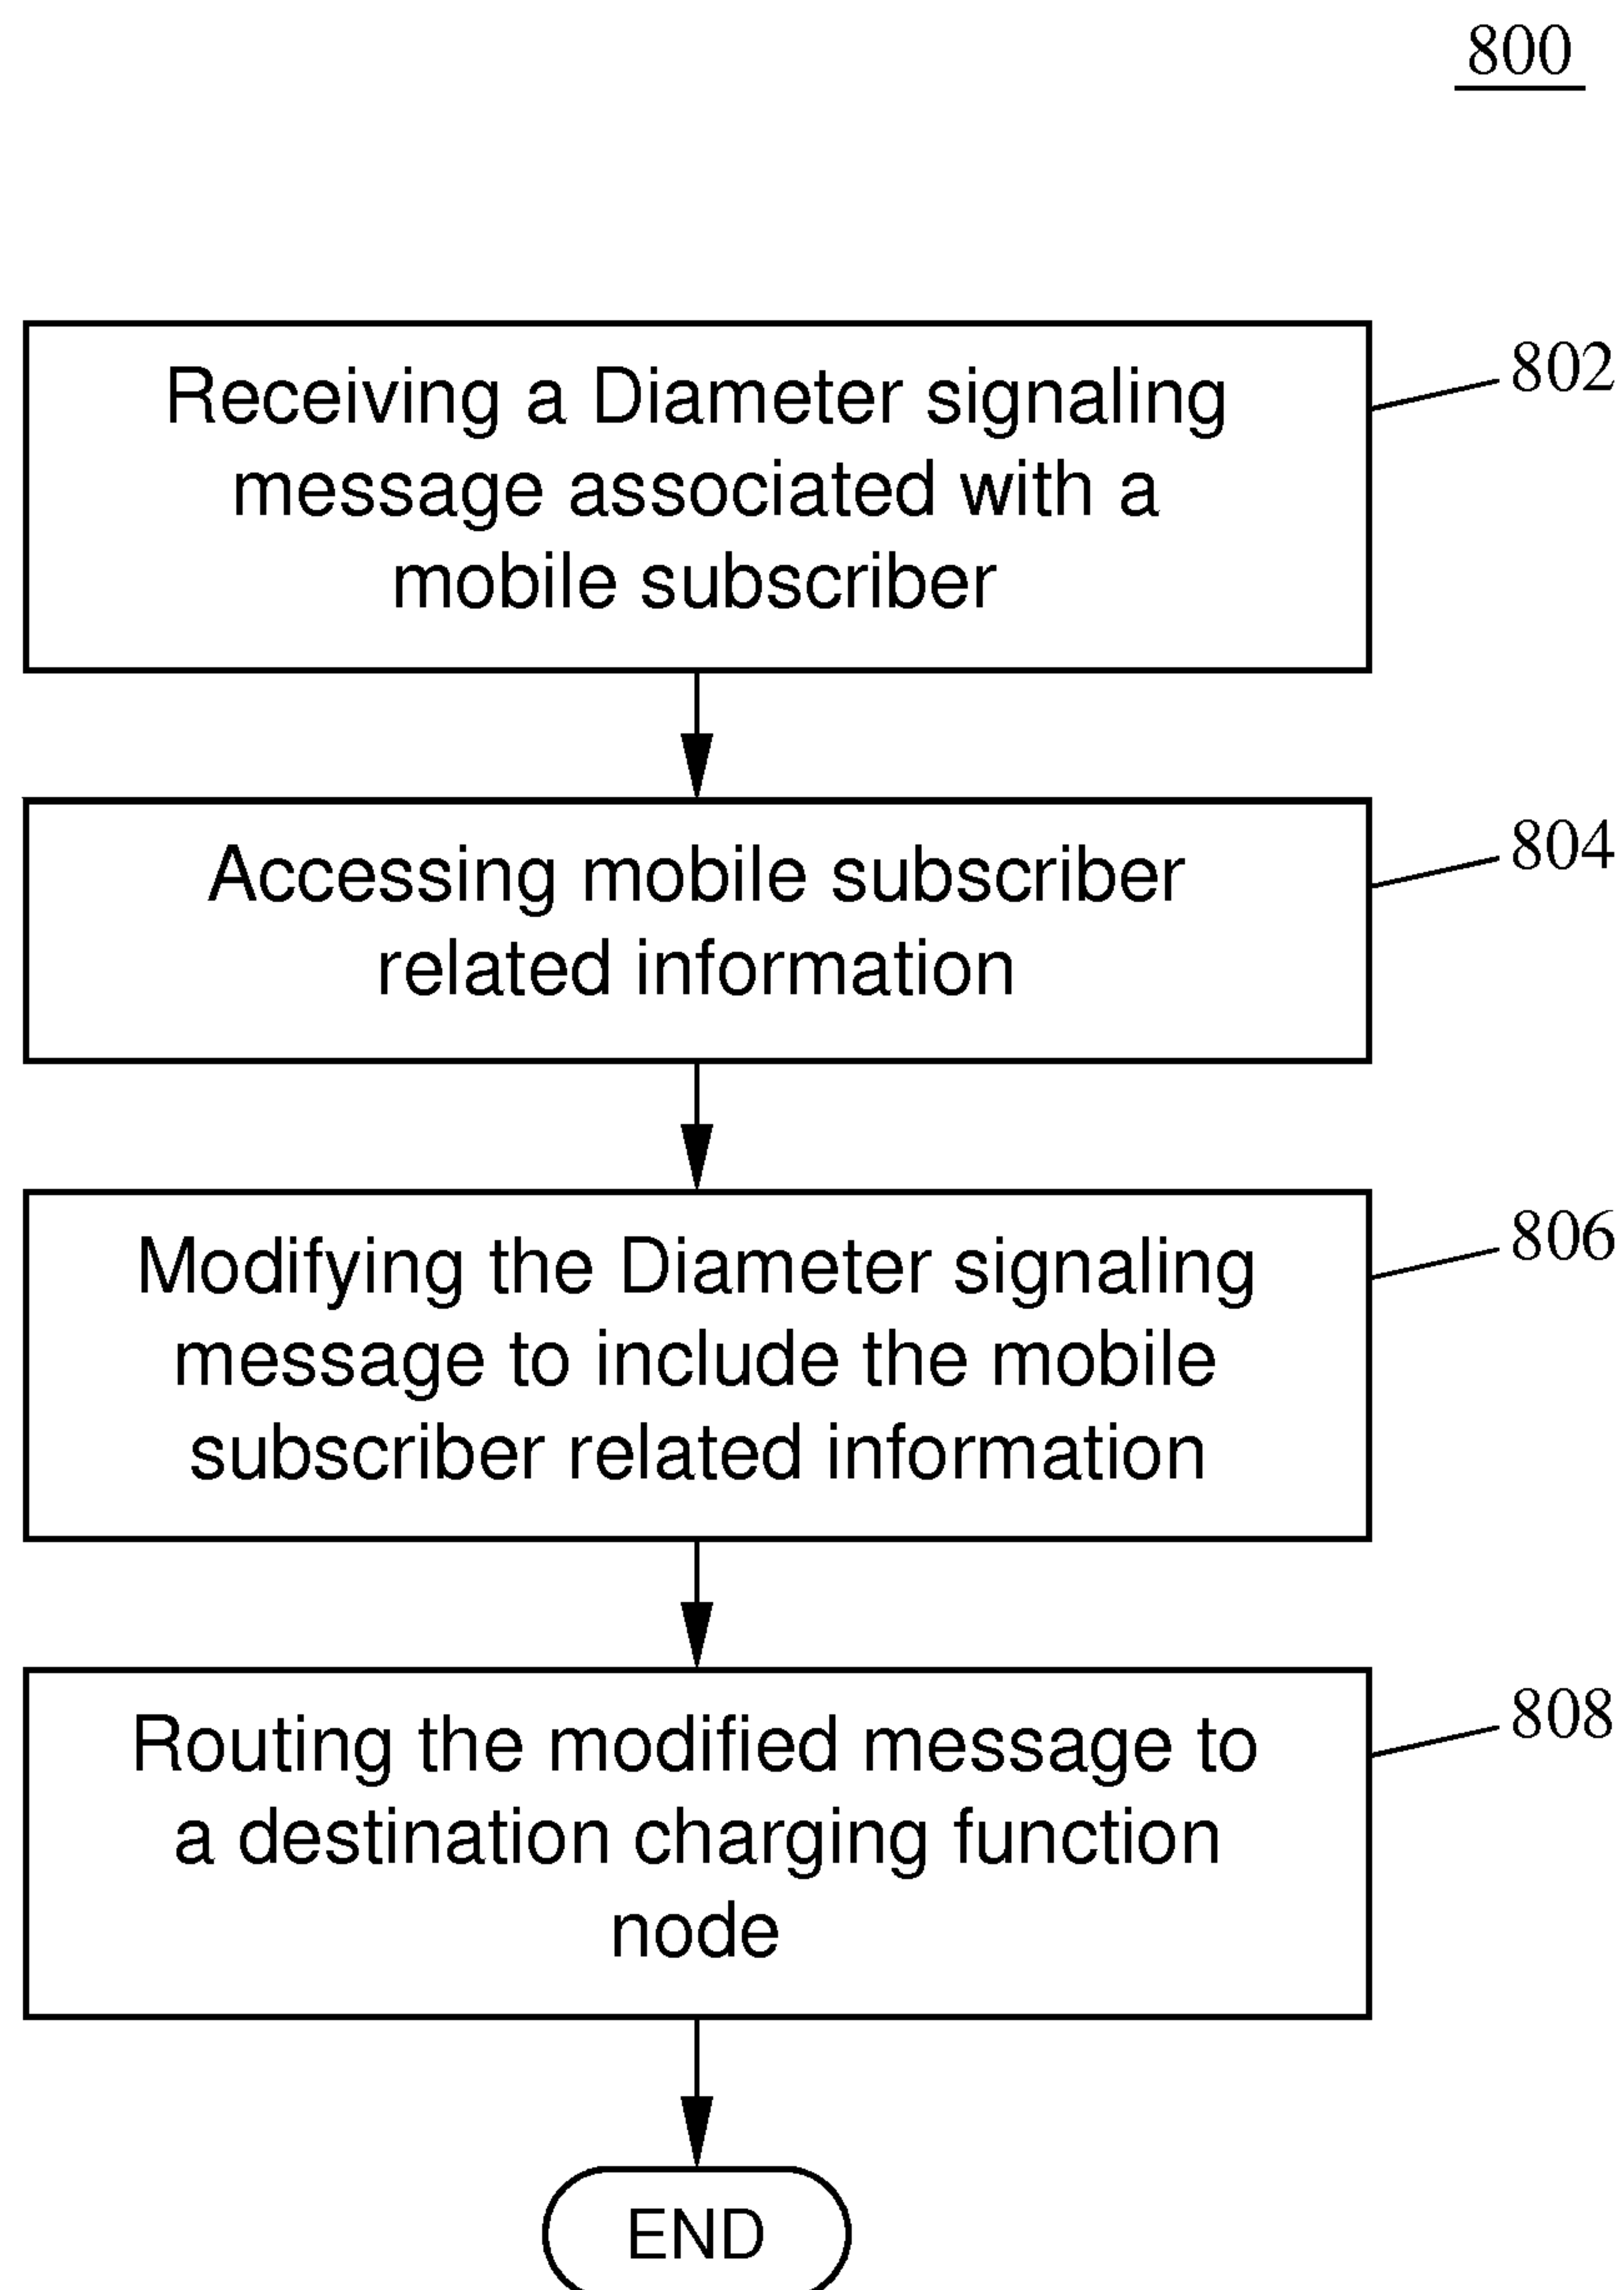 800
Receiving a Diameter signaling
message associated with a
mobile subscriber
802
Accessing mobile subscriber
related information
804
Modifying the Diameter signaling
message to include the mobile
subscriber related information
806
Routing the modified message to
a destination charging function
node
808
END